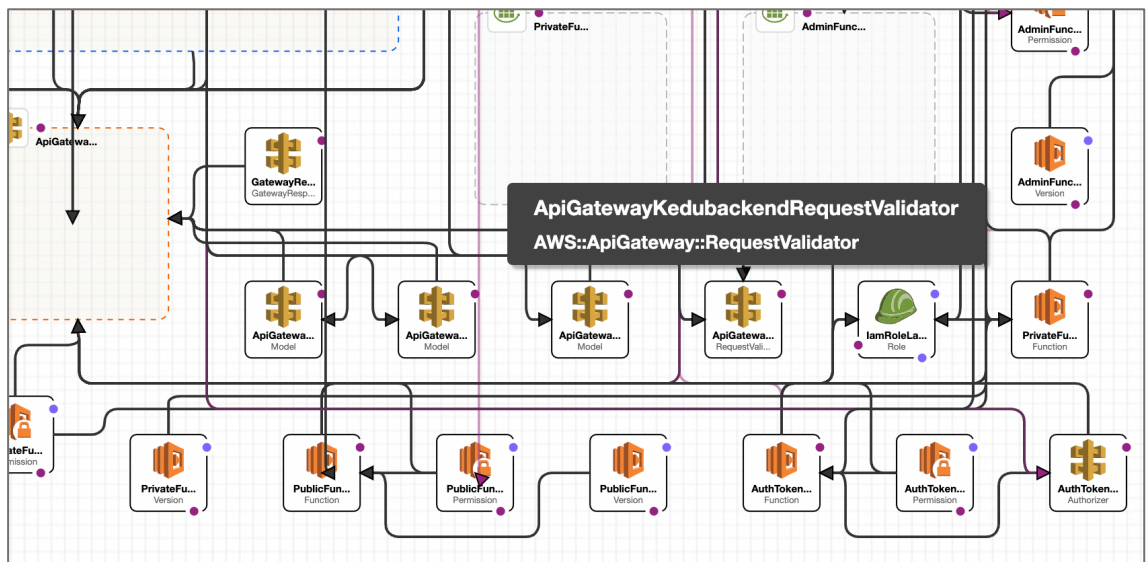 PrivateFu...
AdminFunc...
AdminFunc...
Permission
ApiGatewa...
GatewayRe...
GatewayResp...
AdminFunc...
Version
ApiGatewayKedubackendRequestValidator
AWS::ApiGateway::RequestValidator
ApiGatewa...
Model
ApiGatewa...
Model
ApiGatewa...
Model
ApiGatewa...
RequestVali...
IamRoleLa...
Role
PrivateFu...
Function
ateFu...
mission
PrivateFu...
Version
PublicFun...
Function
PublicFun...
Permission
PublicFun...
Version
AuthToken...
Function
AuthToken...
Permission
AuthToken...
Authorizer